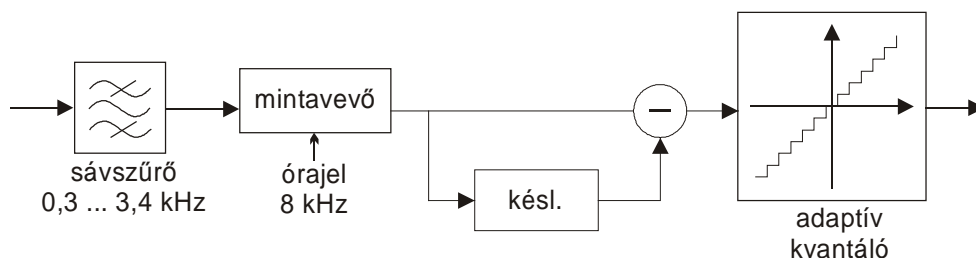 sávszűrő
0,3 ... 3,4 kHz
mintavevő
órajel
8 kHz
késl.
adaptív
kvantáló